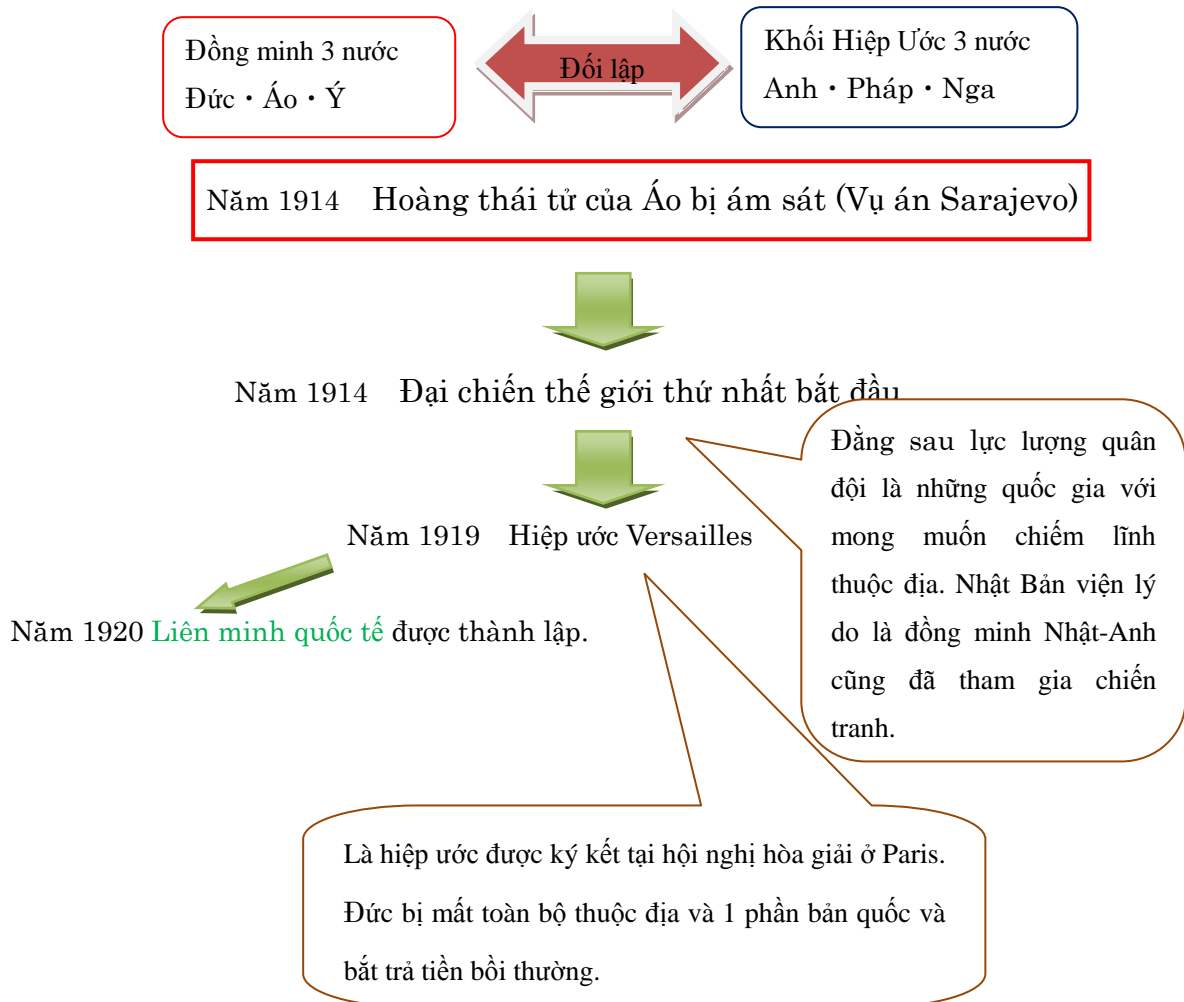 Đồng minh 3 nước
Đức・Áo・Ý
Đối lập
Khối Hiệp Ước 3 nước
Anh・Pháp・Nga
Năm 1914 Hoàng thái tử của Áo bị ám sát (Vụ án Sarajevo)
Năm 1914 Đại chiến thế giới thứ nhất bắt đầu
Đằng sau lực lượng quân
đội là những quốc gia với
mong muốn chiếm lĩnh
thuộc địa. Nhật Bản viện lý
do là đồng minh Nhật-Anh
cũng đã tham gia chiến
tranh.
Năm 1919 Hiệp ước Versailles
Năm 1920 Liên minh quốc tế được thành lập.
Là hiệp ước được ký kết tại hội nghị hòa giải ở Paris.
Đức bị mất toàn bộ thuộc địa và 1 phần bản quốc và
bắt trả tiền bồi thường.